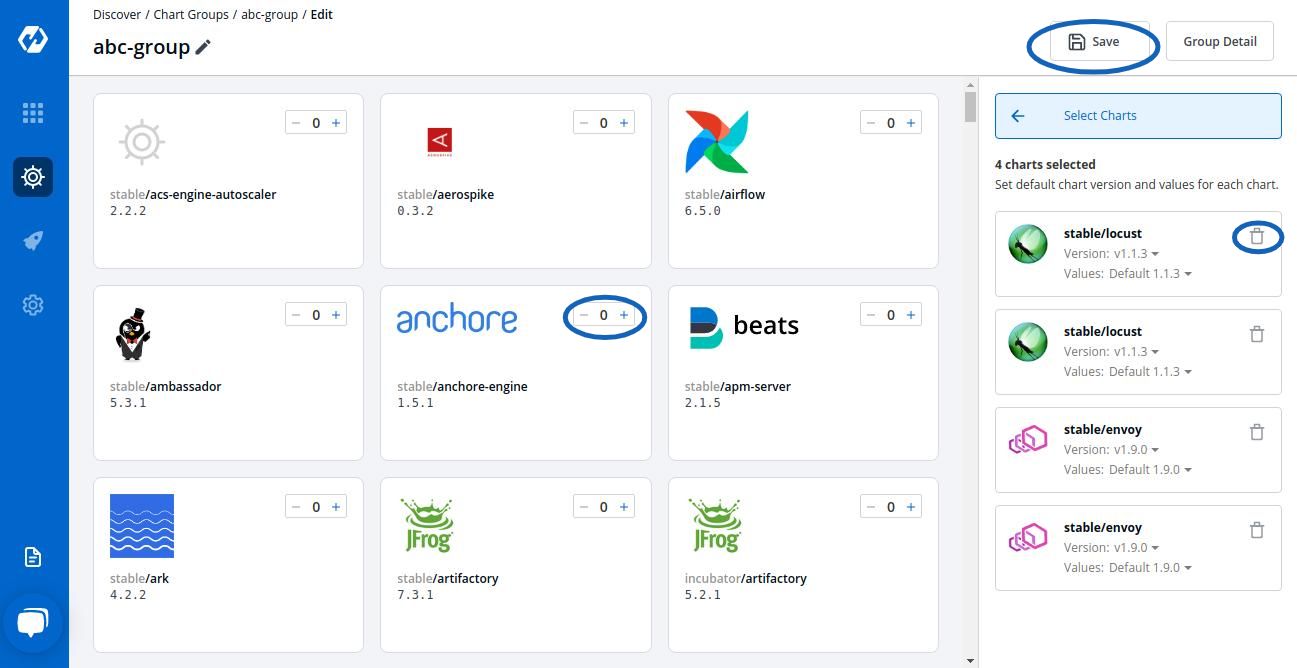 Discover / Chart Groups / abc-group / Edit
abc-group
Save
Group Detail
− 0 +
stable/acs-engine-autoscaler
2.2.2
− 0 +
AEROSPIKE
stable/aerospike
0.3.2
− 0 +
stable/airflow
6.5.0
− 0 +
stable/ambassador
5.3.1
anchore
− 0 +
stable/anchore-engine
1.5.1
beats
− 0 +
stable/apm-server
2.1.5
− 0 +
stable/ark
4.2.2
JFrog
− 0 +
stable/artifactory
7.3.1
JFrog
− 0 +
incubator/artifactory
5.2.1
Select Charts
4 charts selected
Set default chart version and values for each chart.
stable/locust
Version: v1.1.3
Values: Default 1.1.3
stable/locust
Version: v1.1.3
Values: Default 1.1.3
stable/envoy
Version: v1.9.0
Values: Default 1.9.0
stable/envoy
Version: v1.9.0
Values: Default 1.9.0